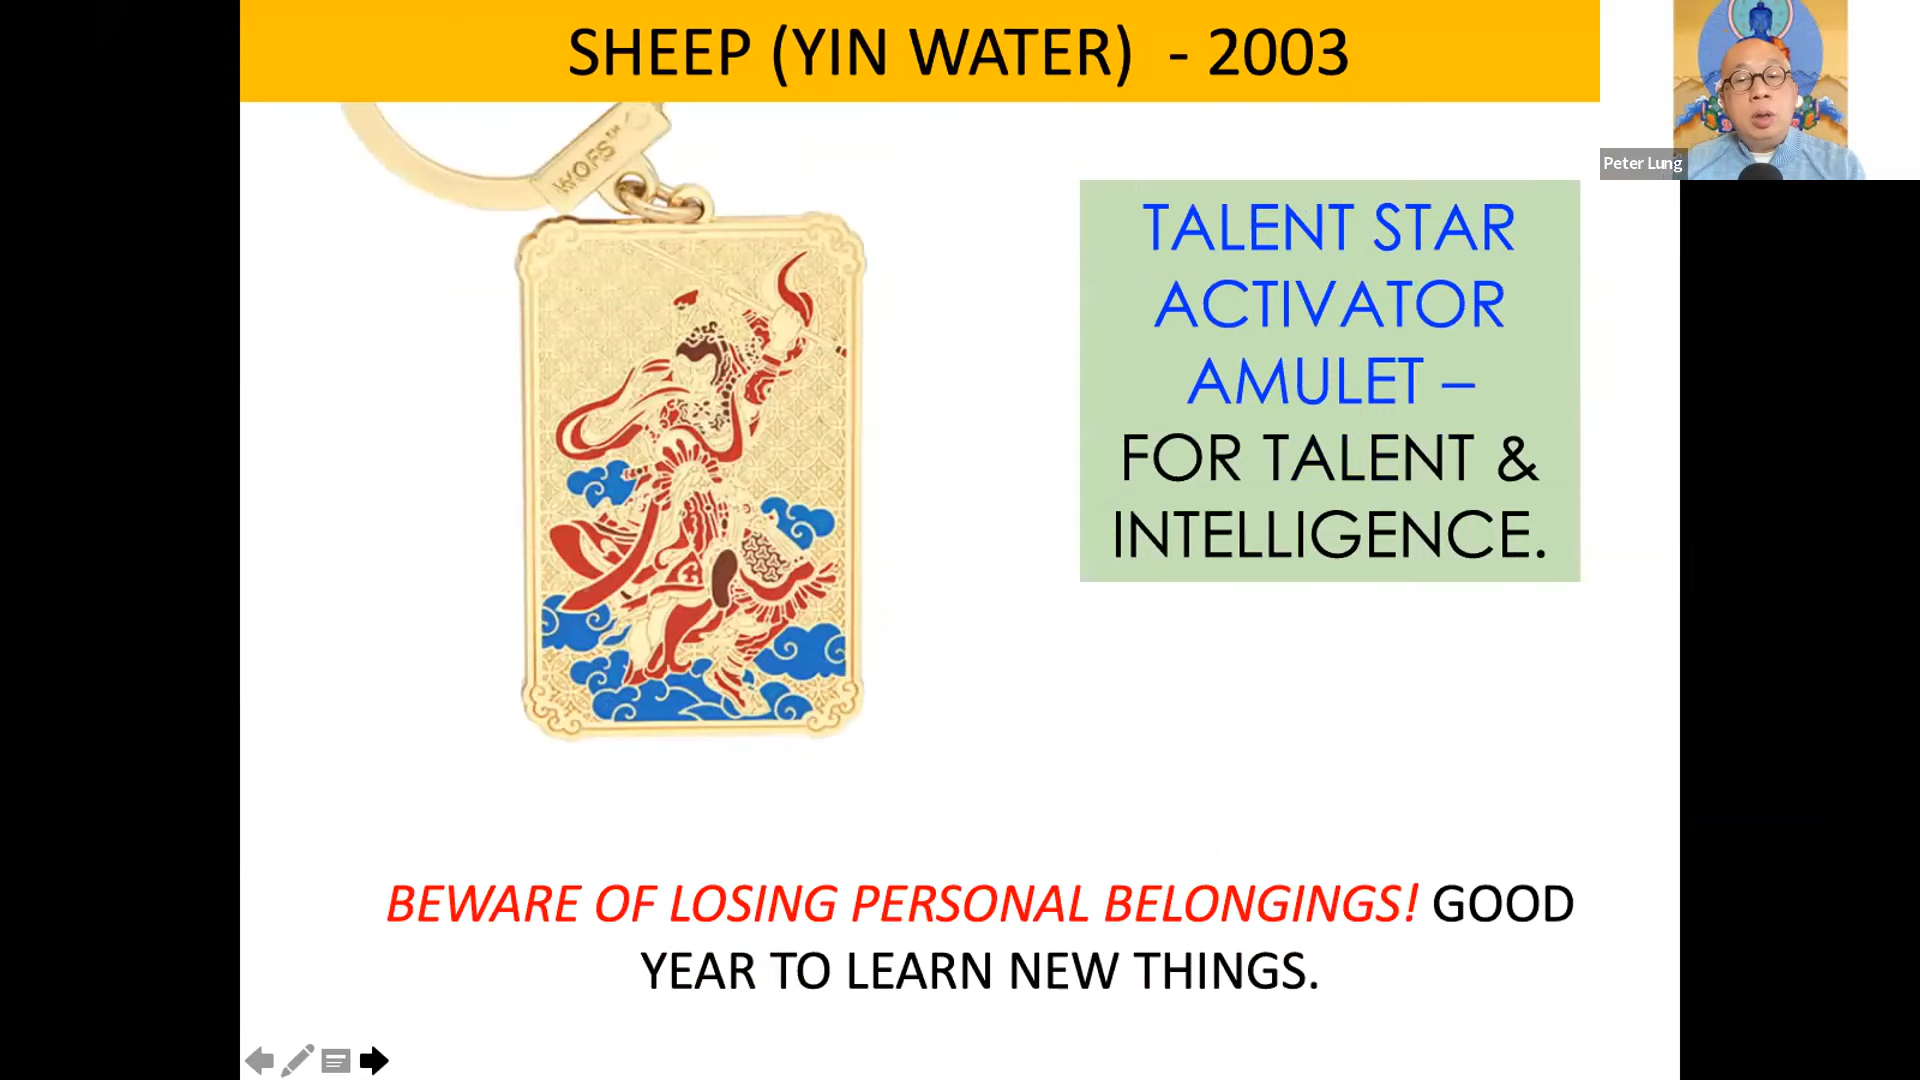 SHEEP (YIN WATER) - 2003
Peter Lung
W.O.F.S™
TALENT STAR
ACTIVATOR
AMULET –
FOR TALENT &
INTELLIGENCE.
BEWARE OF LOSING PERSONAL BELONGINGS! GOOD
YEAR TO LEARN NEW THINGS.